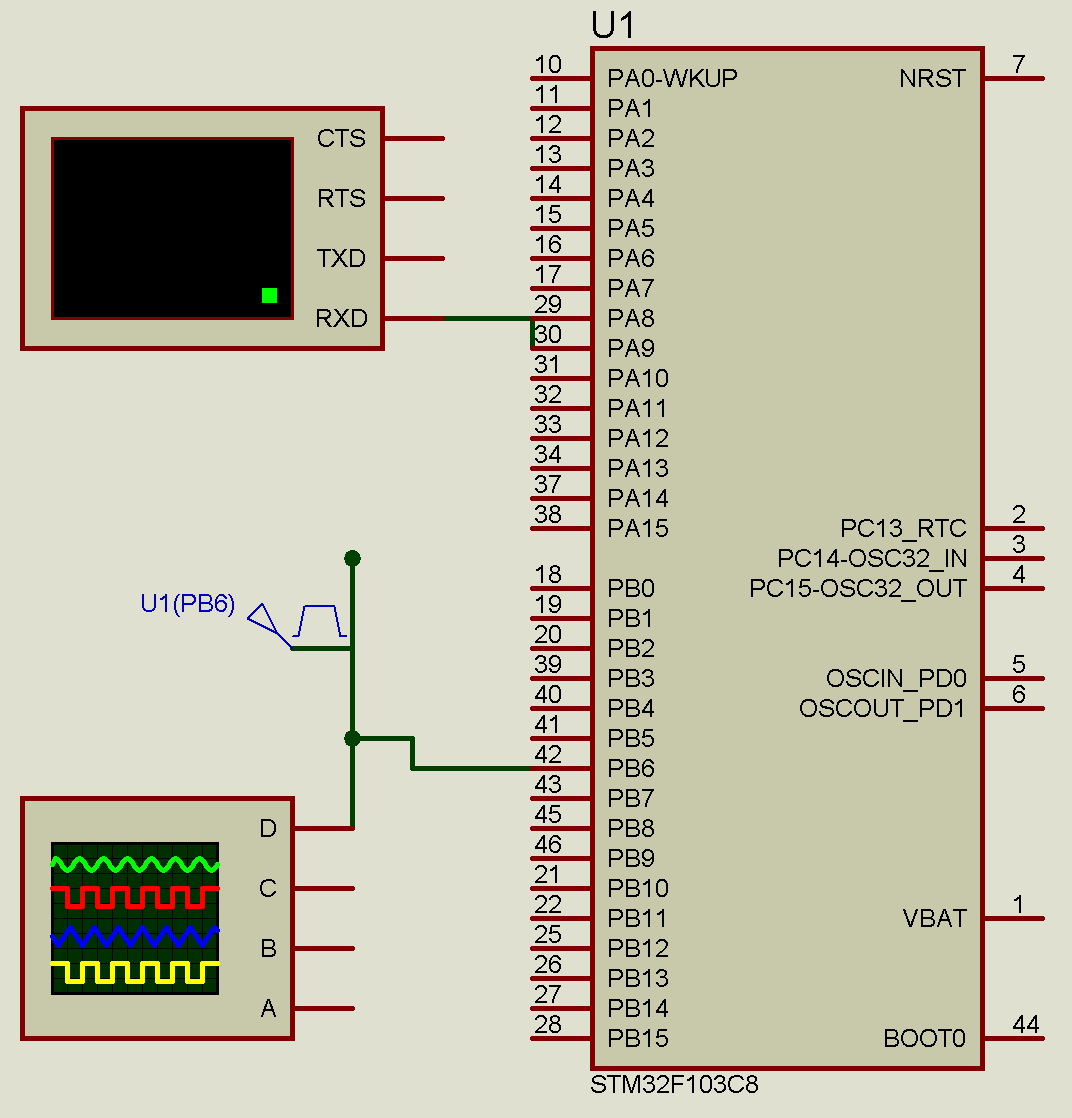 U1
10 PA0-WKUP NRST 7
11 PA1
12 PA2
13 PA3
14 PA4
15 PA5
16 PA6
17 PA7
29 PA8
30 PA9
31 PA10
32 PA11
33 PA12
34 PA13
37 PA14
38 PA15
PC13_RTC 2
PC14-OSC32_IN 3
18 PB0 PC15-OSC32_OUT 4
19 PB1
20 PB2
39 PB3 OSCIN_PD0 5
40 PB4 OSCOUT_PD1 6
41 PB5
42 PB6
43 PB7
45 PB8
46 PB9
21 PB10
22 PB11 VBAT 1
25 PB12
26 PB13
27 PB14
28 PB15 BOOT0 44
STM32F103C8
CTS
RTS
TXD
RXD
U1(PB6)
D
C
B
A